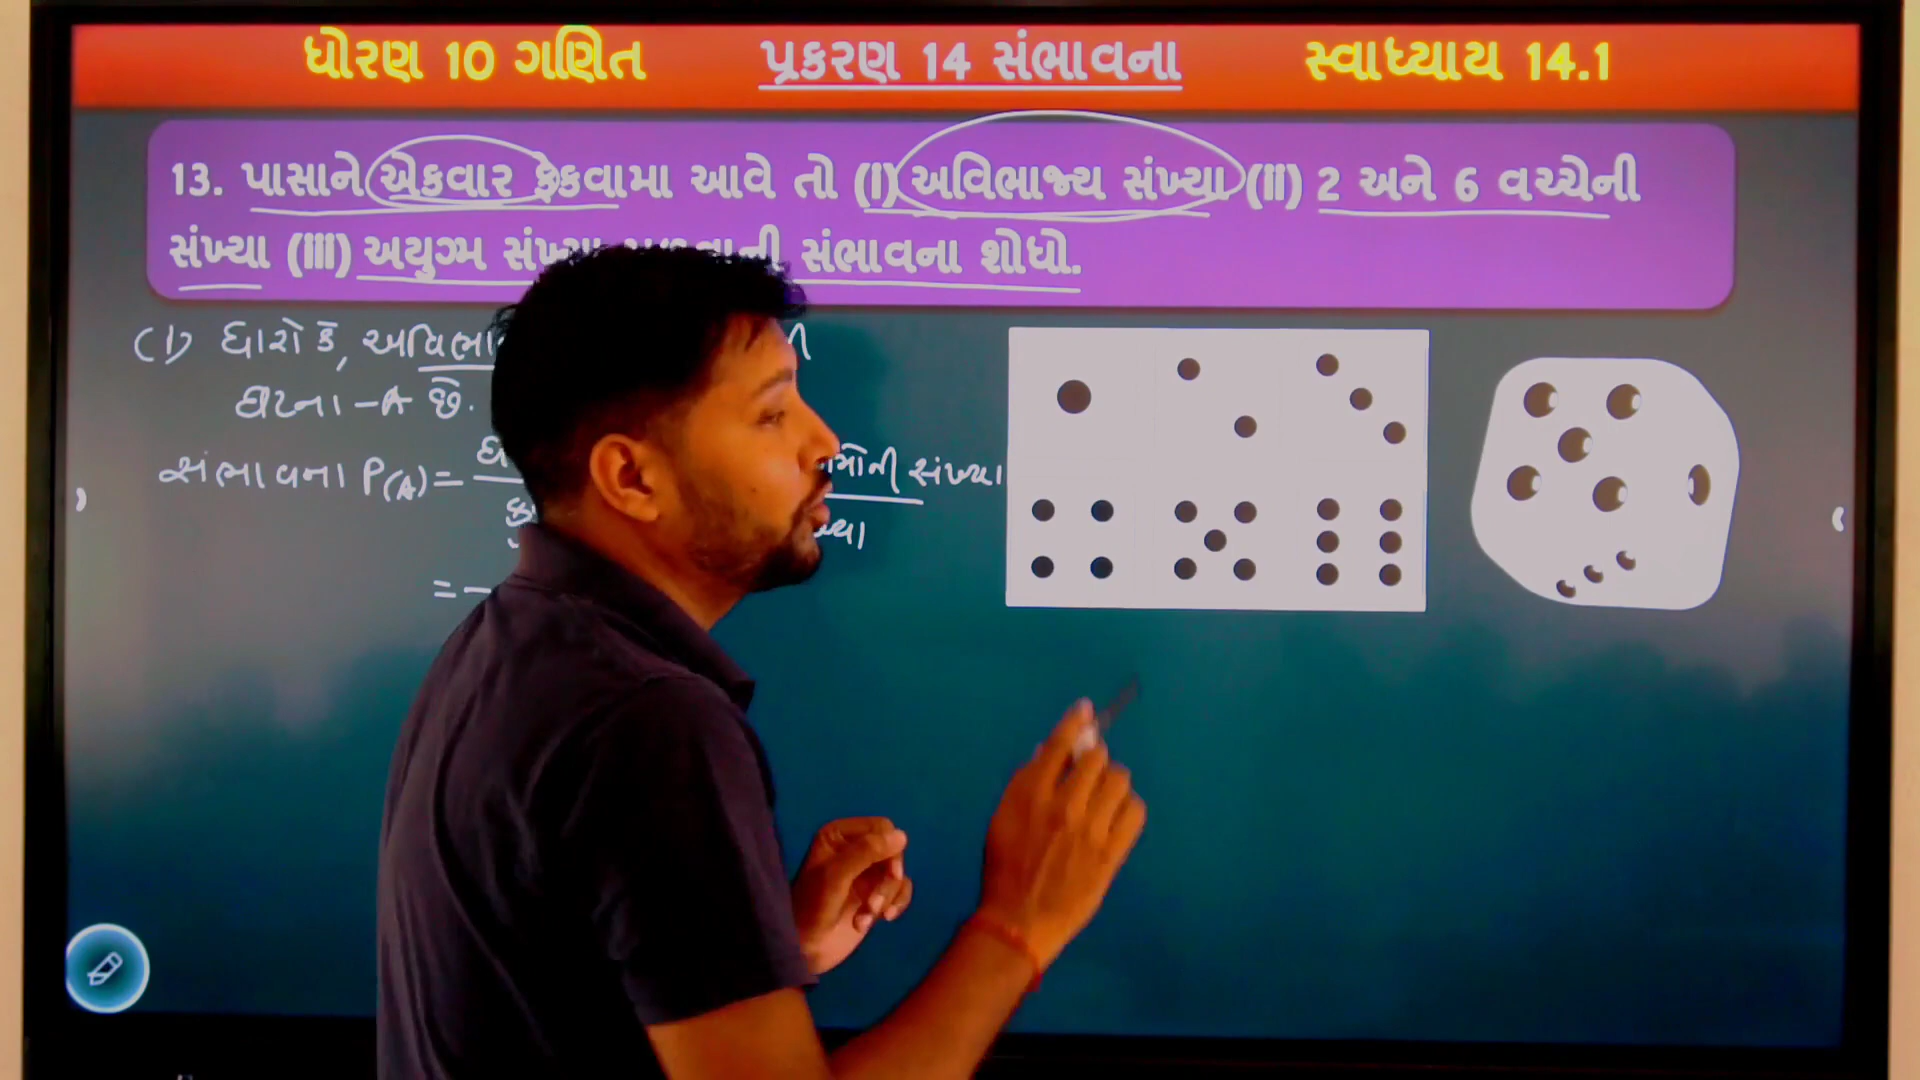 ધોરણ 10 ગણિત પ્રકરણ 14 સંભાવના સ્વાધ્યાય 14.1
13. પાસાને એકવાર ફેકવામા આવે તો (i) અવિભાજ્ય સંખ્યા (ii) 2 અને 6 વચ્ચેની
સંખ્યા (iii) અયુગ્મ સંભાવના શોધો.
(1) ધારો કે,
ઘટના - A છે.
સંભાવના P(A) = સંખ્યા
=